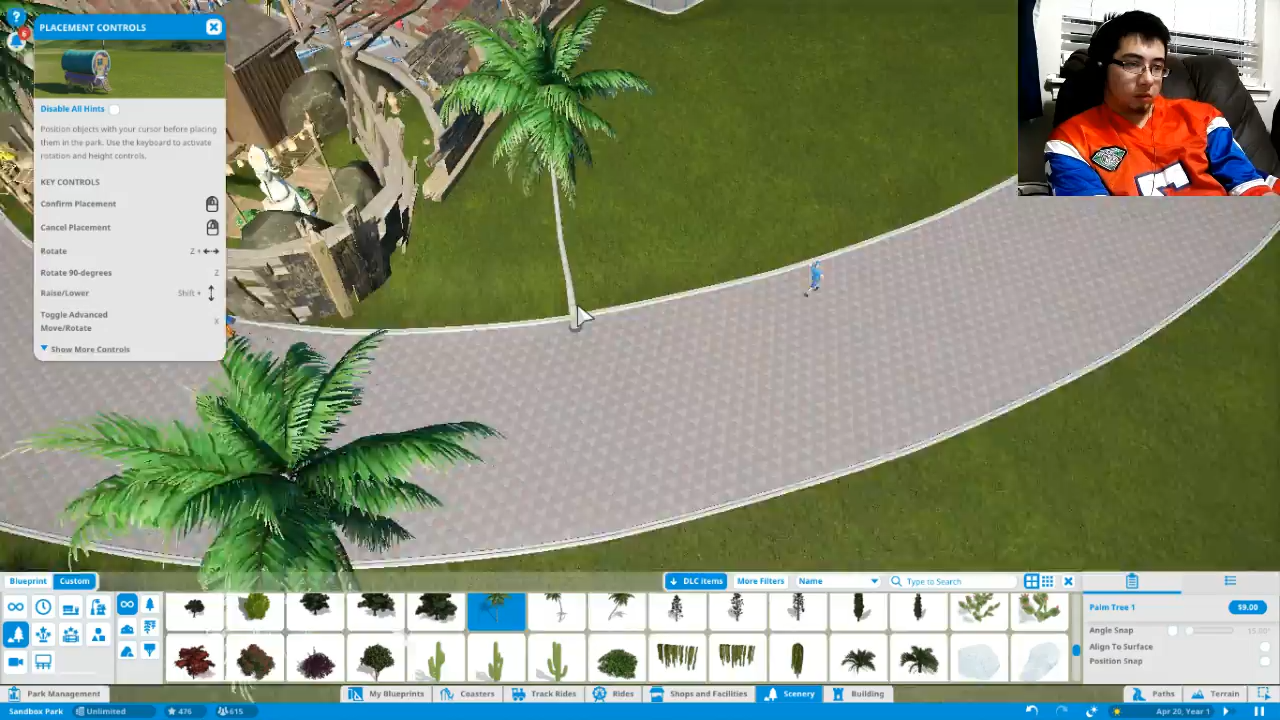 ?
6
PLACEMENT CONTROLS
Disable All Hints
Position objects with your cursor before placing
them in the park. Use the keyboard to activate
rotation and height controls.
KEY CONTROLS
Confirm Placement
Cancel Placement
Rotate Z +
Rotate 90-degrees Z
Raise/Lower Shift +
Toggle Advanced
Move/Rotate X
Show More Controls
Blueprint Custom DLC items More Filters Name Type to Search
Palm Tree 1 $9.00
Angle Snap 15.00°
Align To Surface
Position Snap
Park Management My Blueprints Coasters Track Rides Rides Shops and Facilities Scenery Building Paths Terrain
Sandbox Park Unlimited 476 615 Apr 20, Year 1